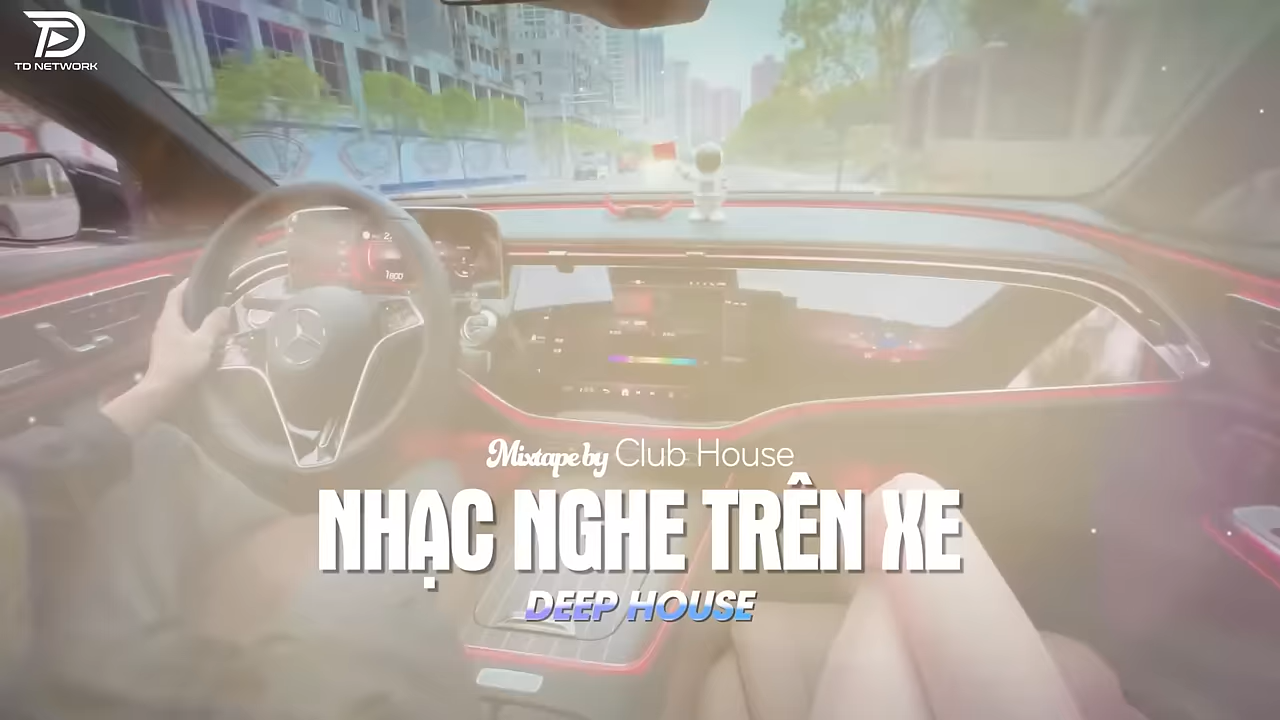 TD NETWORK
Mixtape by Club House
NHẠC NGHE TRÊN XE
DEEP HOUSE